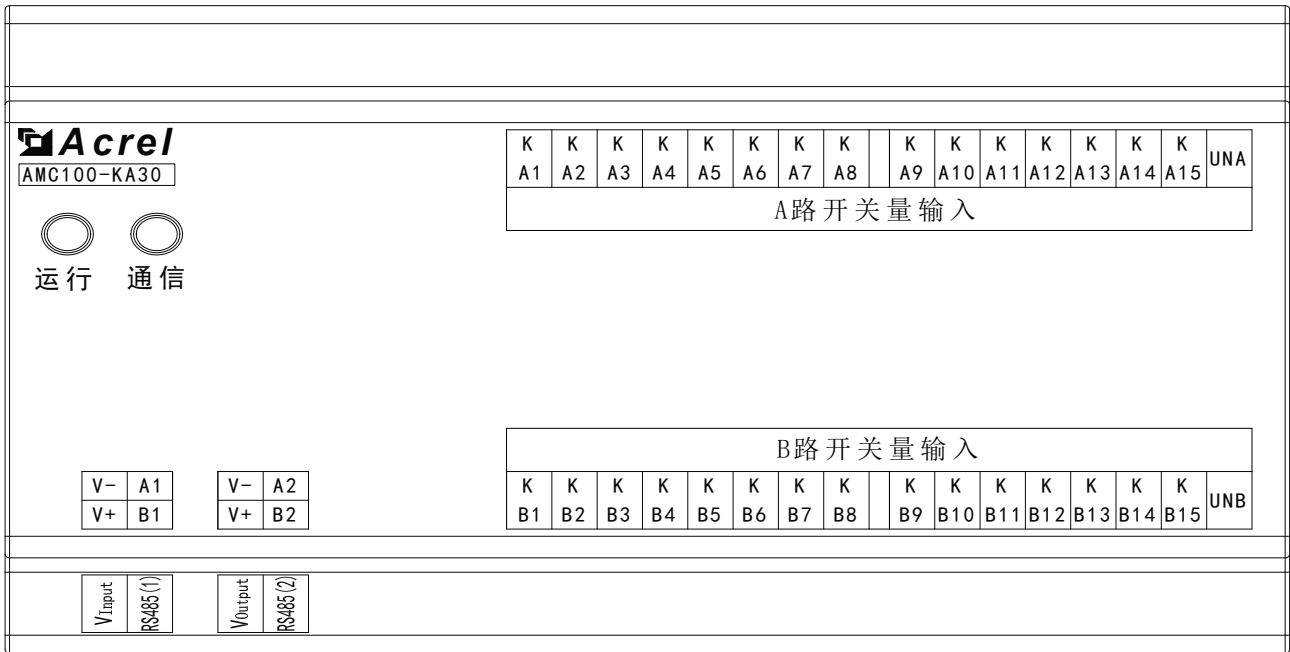 Acrel
AMC100-KA30
运行 通信
K K K K K K K K K K K K K K K UNA
A1 A2 A3 A4 A5 A6 A7 A8 A9 A10 A11 A12 A13 A14 A15
A路开关量输入
B路开关量输入
K K K K K K K K K K K K K K K UNB
B1 B2 B3 B4 B5 B6 B7 B8 B9 B10 B11 B12 B13 B14 B15
V- A1 V- A2
V+ B1 V+ B2
VInput RS485(1) VOutput RS485(2)